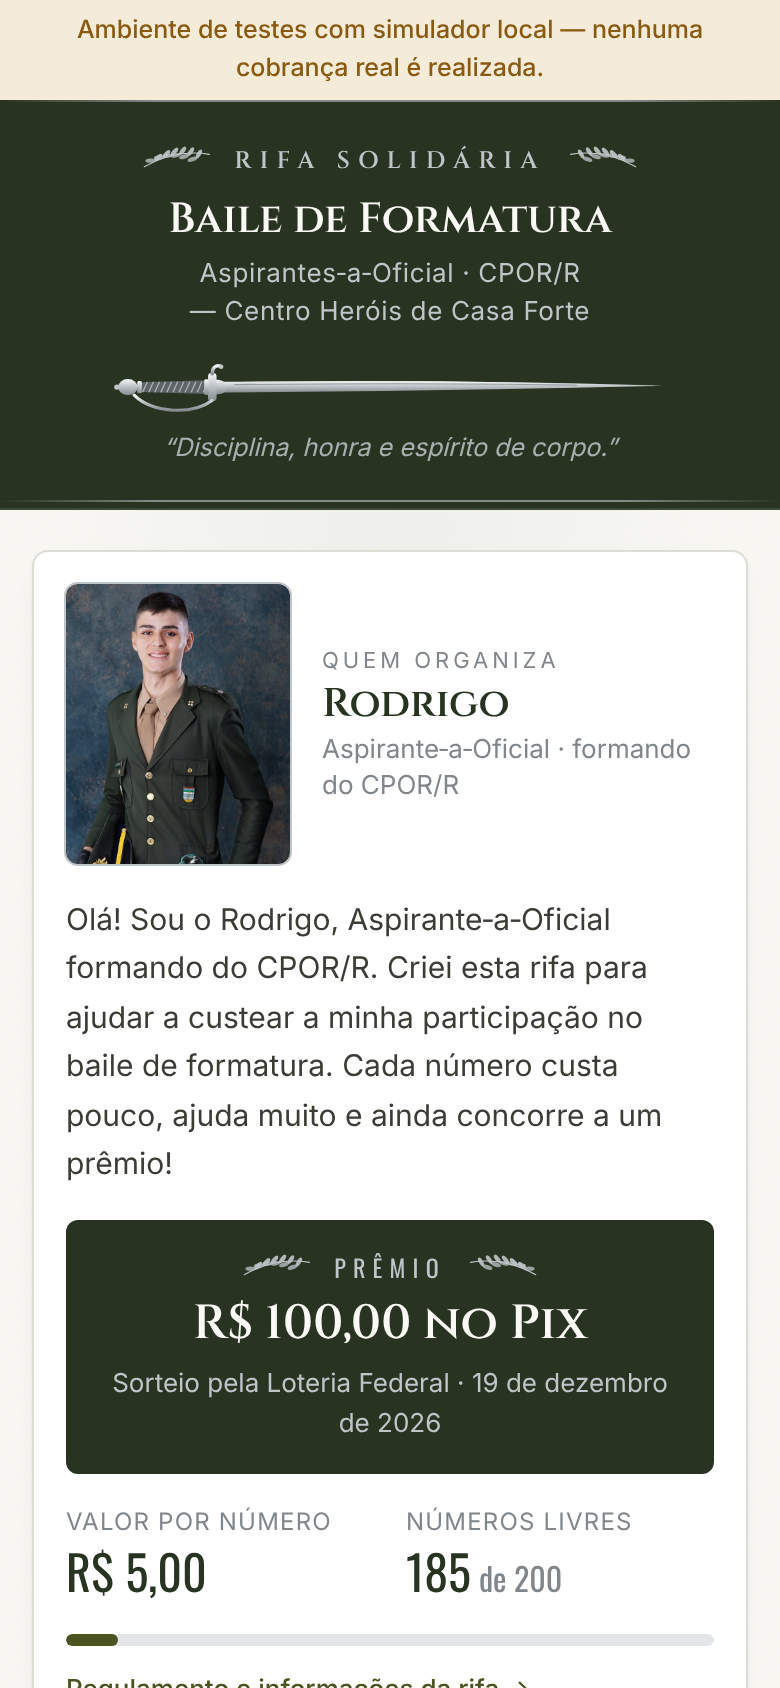 Ambiente de testes com simulador local — nenhuma
cobrança real é realizada.
RIFA SOLIDÁRIA
Baile de Formatura
Aspirantes-a-Oficial · CPOR/R
— Centro Heróis de Casa Forte
“Disciplina, honra e espírito de corpo.”
QUEM ORGANIZA
Rodrigo
Aspirante-a-Oficial · formando
do CPOR/R
Olá! Sou o Rodrigo, Aspirante-a-Oficial
formando do CPOR/R. Criei esta rifa para
ajudar a custear a minha participação no
baile de formatura. Cada número custa
pouco, ajuda muito e ainda concorre a um
prêmio!
PRÊMIO
R$ 100,00 no Pix
Sorteio pela Loteria Federal · 19 de dezembro
de 2026
VALOR POR NÚMERO
R$ 5,00
NÚMEROS LIVRES
185 de 200
Regulamento e informações da rifa